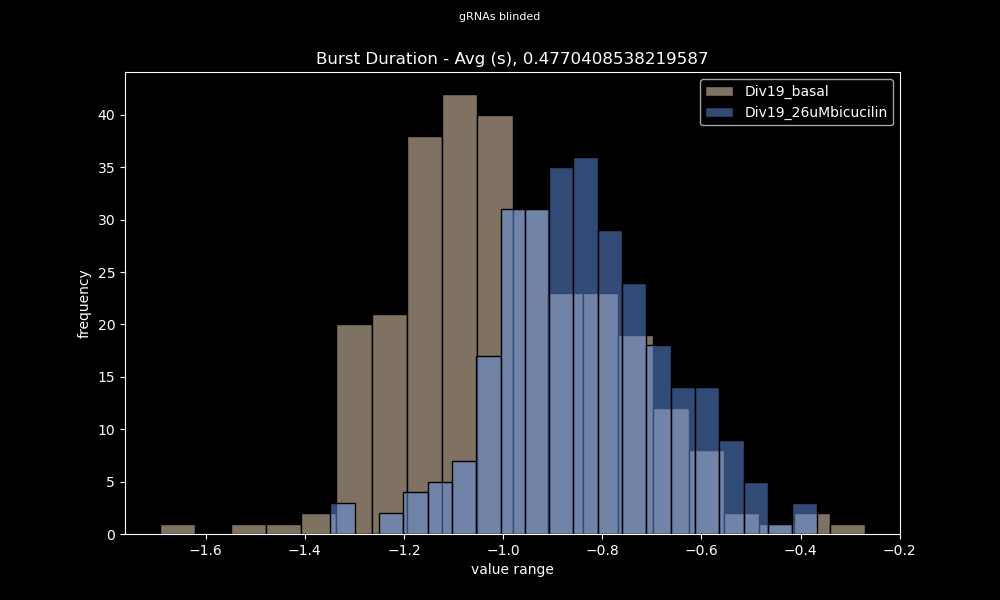 gRNAs blinded
Burst Duration - Avg (s), 0.4770408538219587
Div19_basal
Div19_26uMbicucilin
frequency
40
35
30
25
20
15
10
5
0
−1.6
−1.4
−1.2
−1.0
−0.8
−0.6
−0.4
−0.2
value range